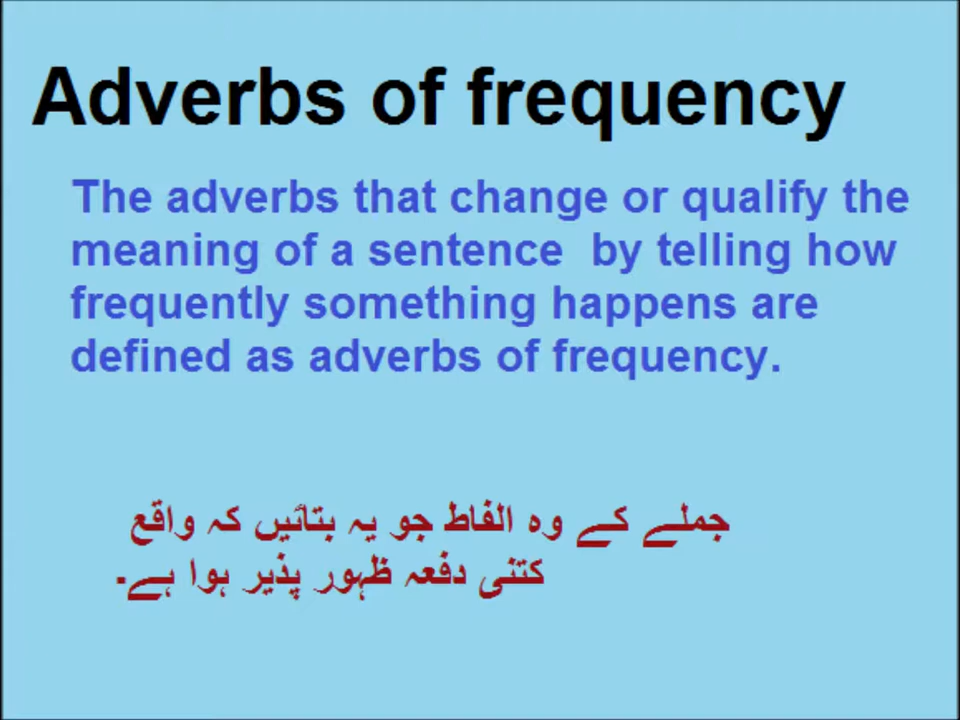 Adverbs of frequency
The adverbs that change or qualify the
meaning of a sentence by telling how
frequently something happens are
defined as adverbs of frequency.
جملے کے وہ الفاط جو یہ بتائیں کہ واقع
کتنی دفعہ ظہور پذیر ہوا ہے۔